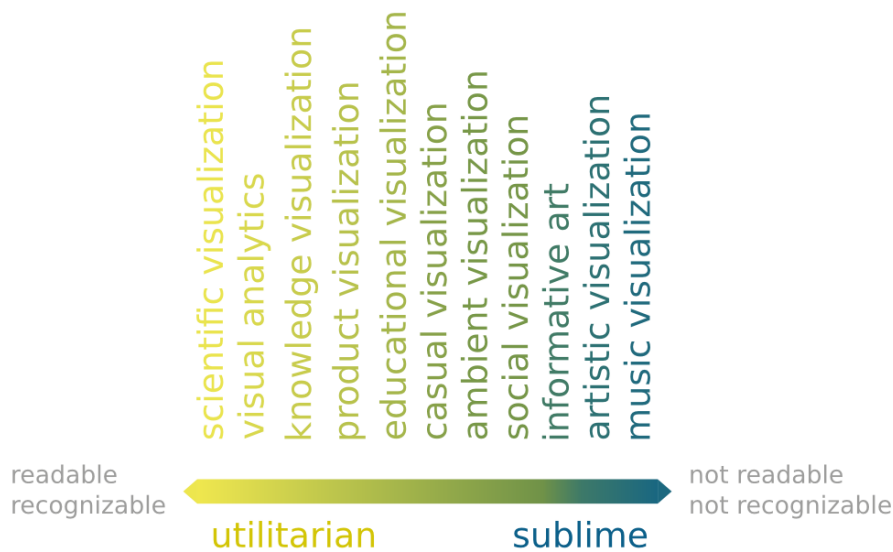 scientific visualization
visual analytics
knowledge visualization
product visualization
educational visualization
casual visualization
ambient visualization
social visualization
informative art
artistic visualization
music visualization
readable
recognizable
not readable
not recognizable
utilitarian
sublime